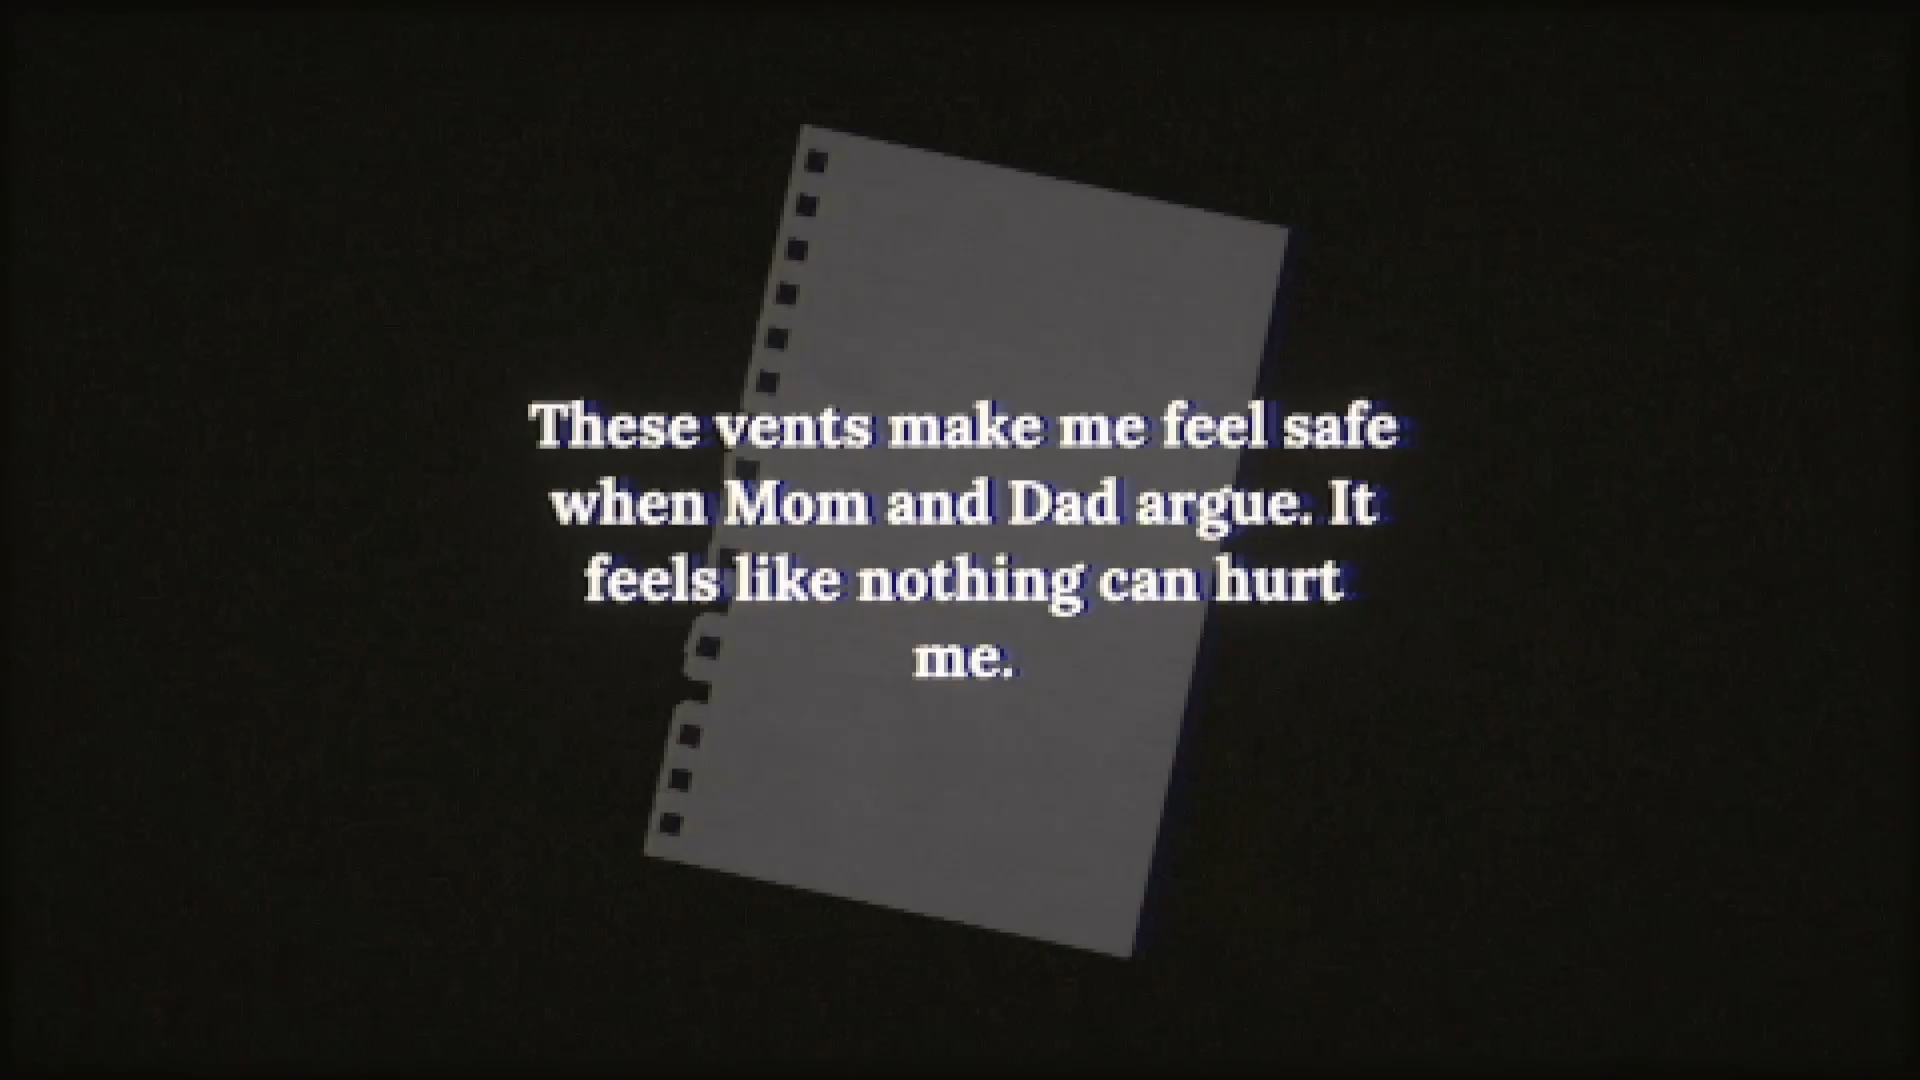 These vents make me feel safe
when Mom and Dad argue. It
feels like nothing can hurt
me.